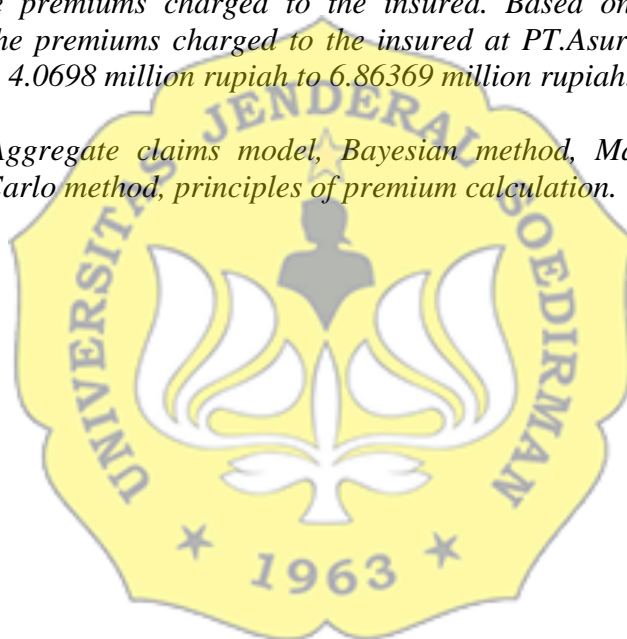 e premiums charged to the insured. Based on
he premiums charged to the insured at PT.Asur
4.0698 million rupiah to 6.86369 million rupiah.
Aggregate claims model, Bayesian method, Ma
Carlo method, principles of premium calculation.
UNIVERSITAS JENDERAL SOEDIRMAN
1963